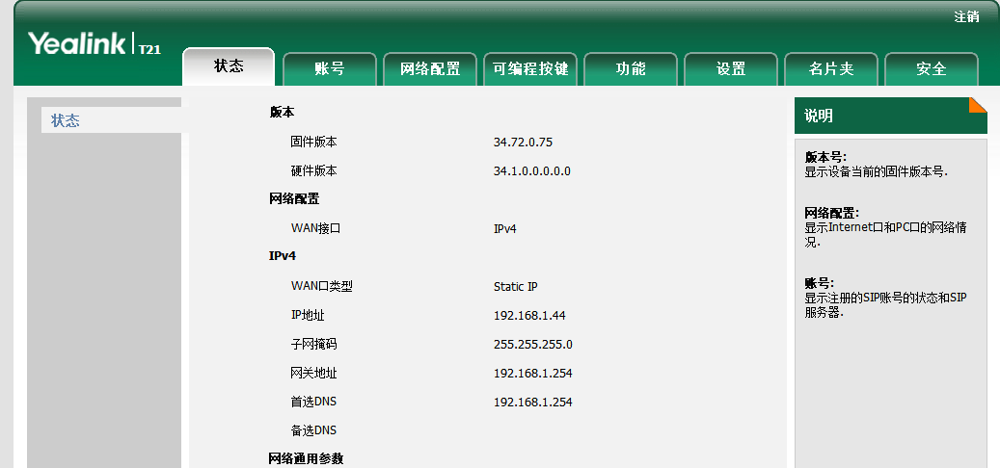 注销
Yealink T21
状态 账号 网络配置 可编程按键 功能 设置 名片夹 安全
状态
版本
固件版本 34.72.0.75
硬件版本 34.1.0.0.0.0.0
网络配置
WAN接口 IPv4
IPv4
WAN口类型 Static IP
IP地址 192.168.1.44
子网掩码 255.255.255.0
网关地址 192.168.1.254
首选DNS 192.168.1.254
备选DNS
网络通用参数
说明
版本号:
显示设备当前的固件版本号.
网络配置:
显示Internet口和PC口的网络情
况.
账号:
显示注册的SIP账号的状态和SIP
服务器.